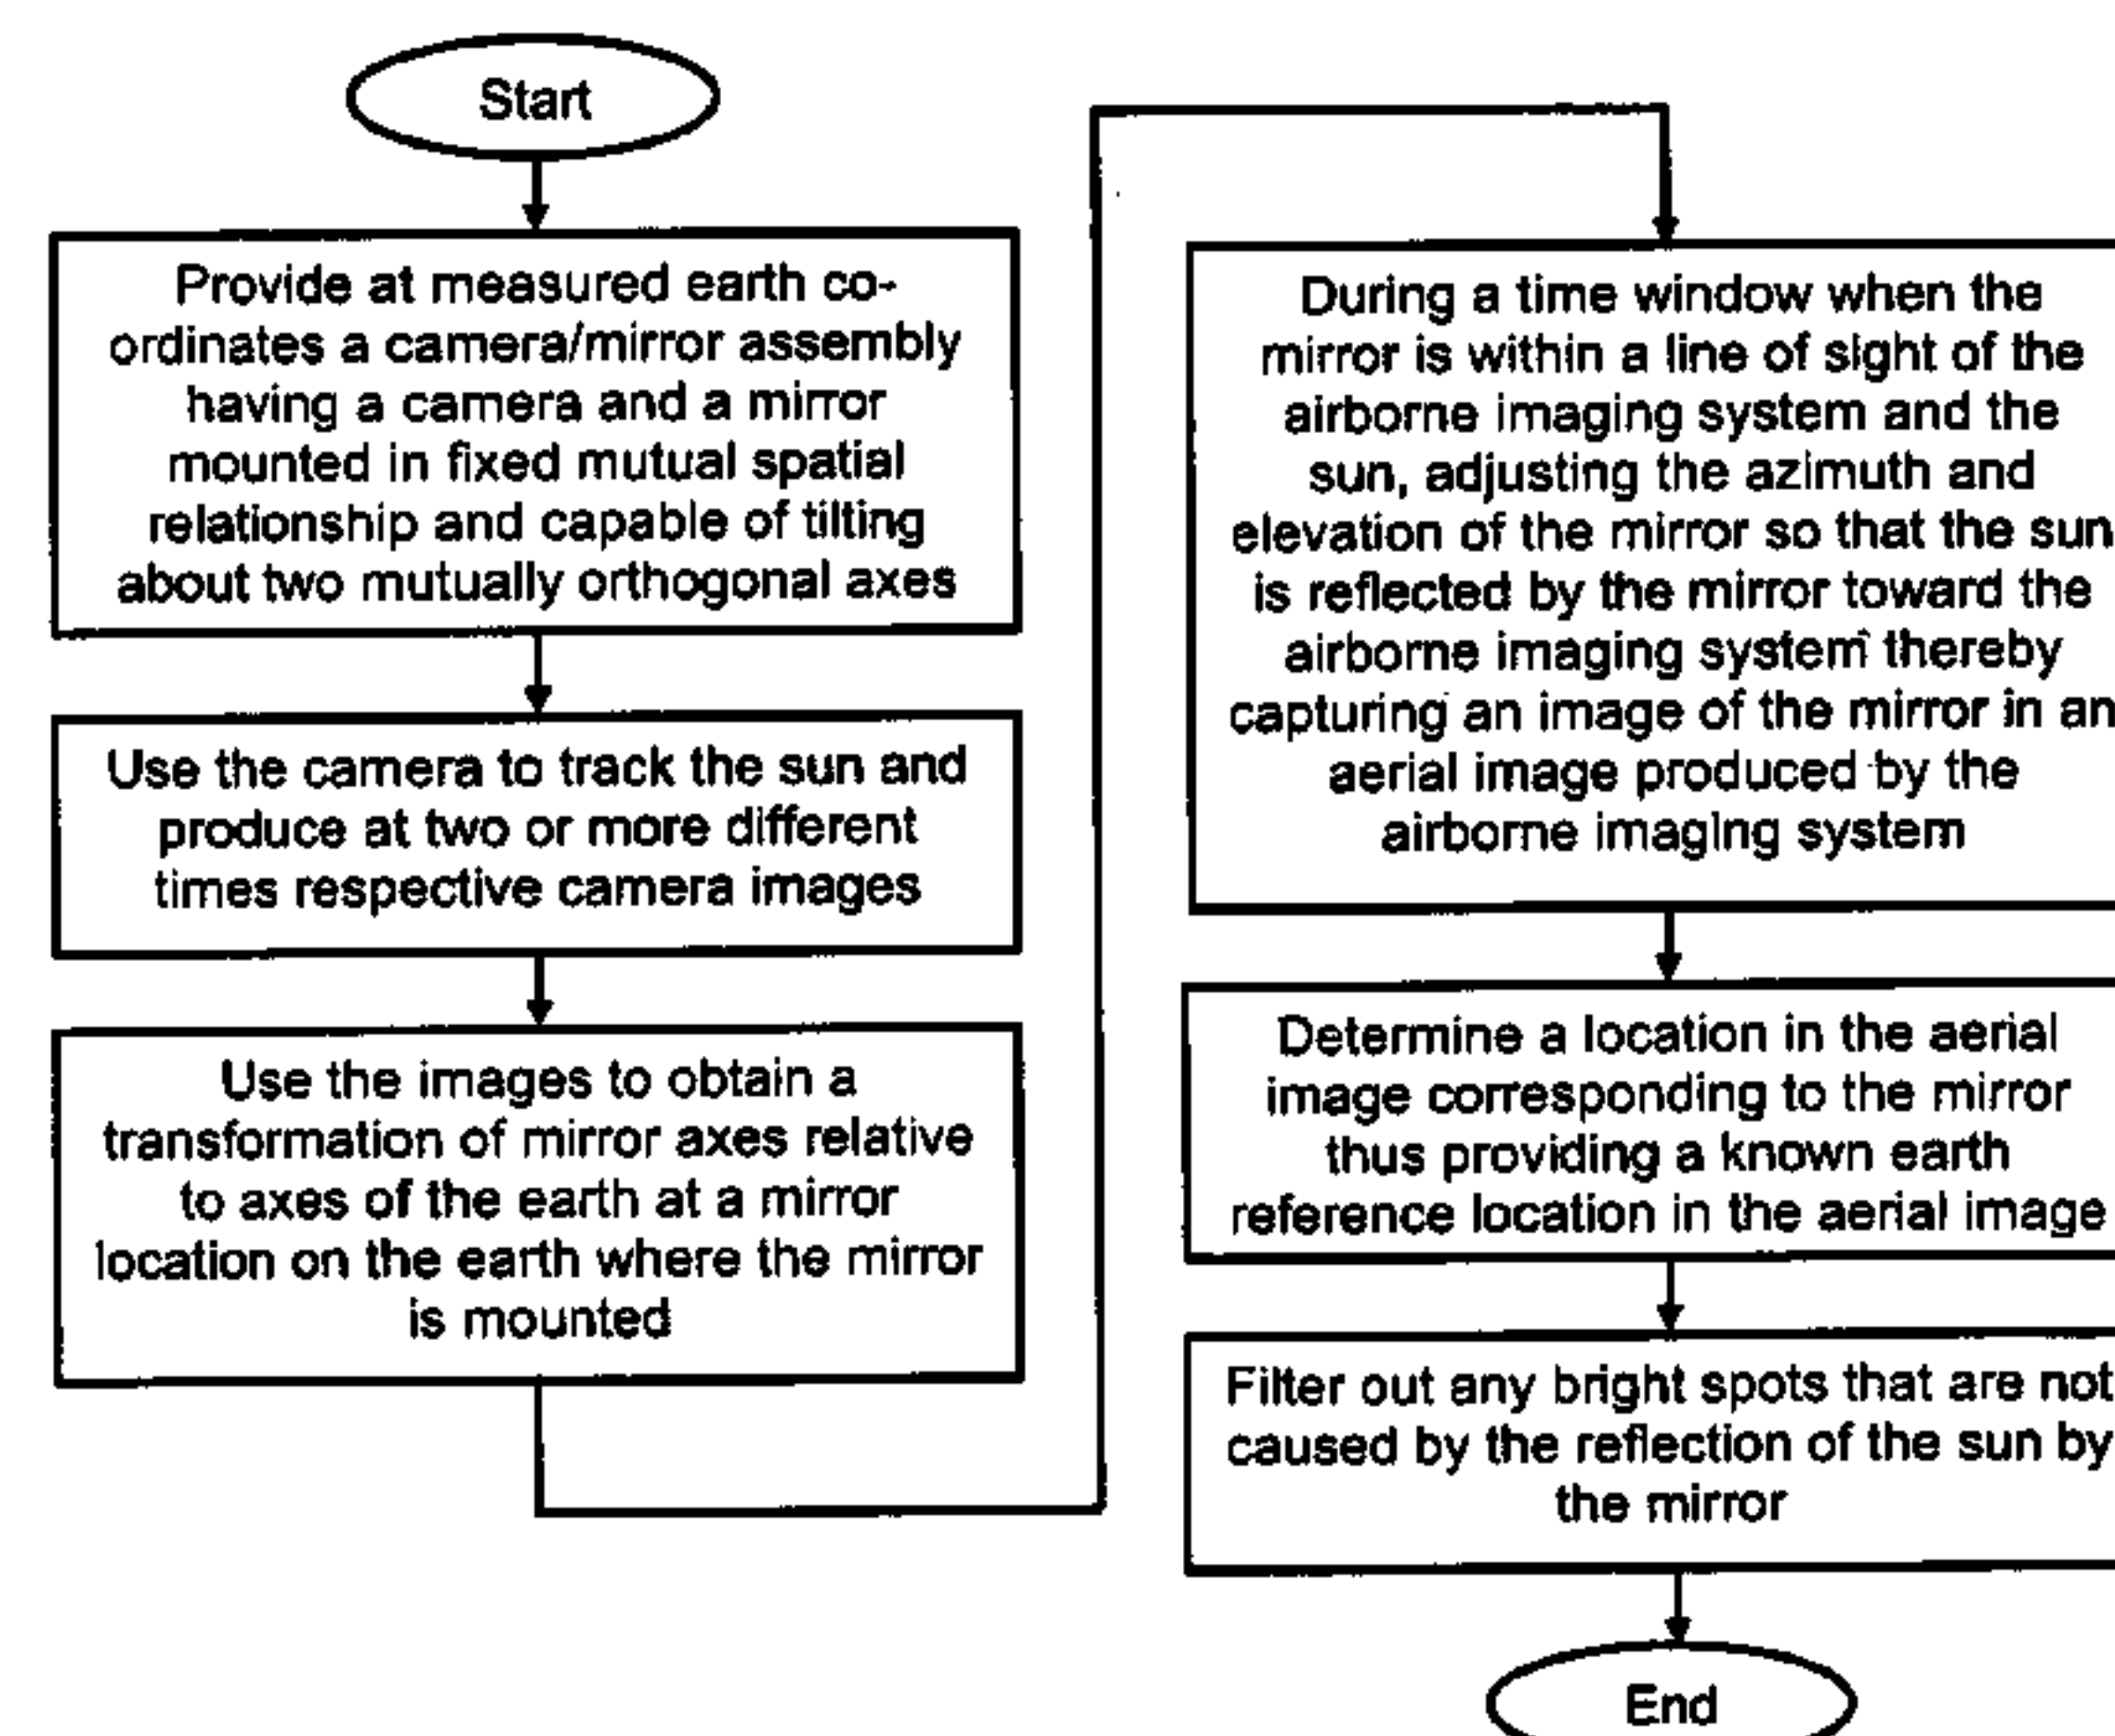 Start
Provide at measured earth co-
ordinates a camera/mirror assembly
having a camera and a mirror
mounted in fixed mutual spatial
relationship and capable of tilting
about two mutually orthogonal axes
Use the camera to track the sun and
produce at two or more different
times respective camera images
Use the images to obtain a
transformation of mirror axes relative
to axes of the earth at a mirror
location on the earth where the mirror
is mounted
During a time window when the
mirror is within a line of sight of the
airborne imaging system and the
sun, adjusting the azimuth and
elevation of the mirror so that the sun
is reflected by the mirror toward the
airborne imaging system thereby
capturing an image of the mirror in an
aerial image produced by the
airborne imaging system
Determine a location in the aerial
image corresponding to the mirror
thus providing a known earth
reference location in the aerial image
Filter out any bright spots that are not
caused by the reflection of the sun by
the mirror
End